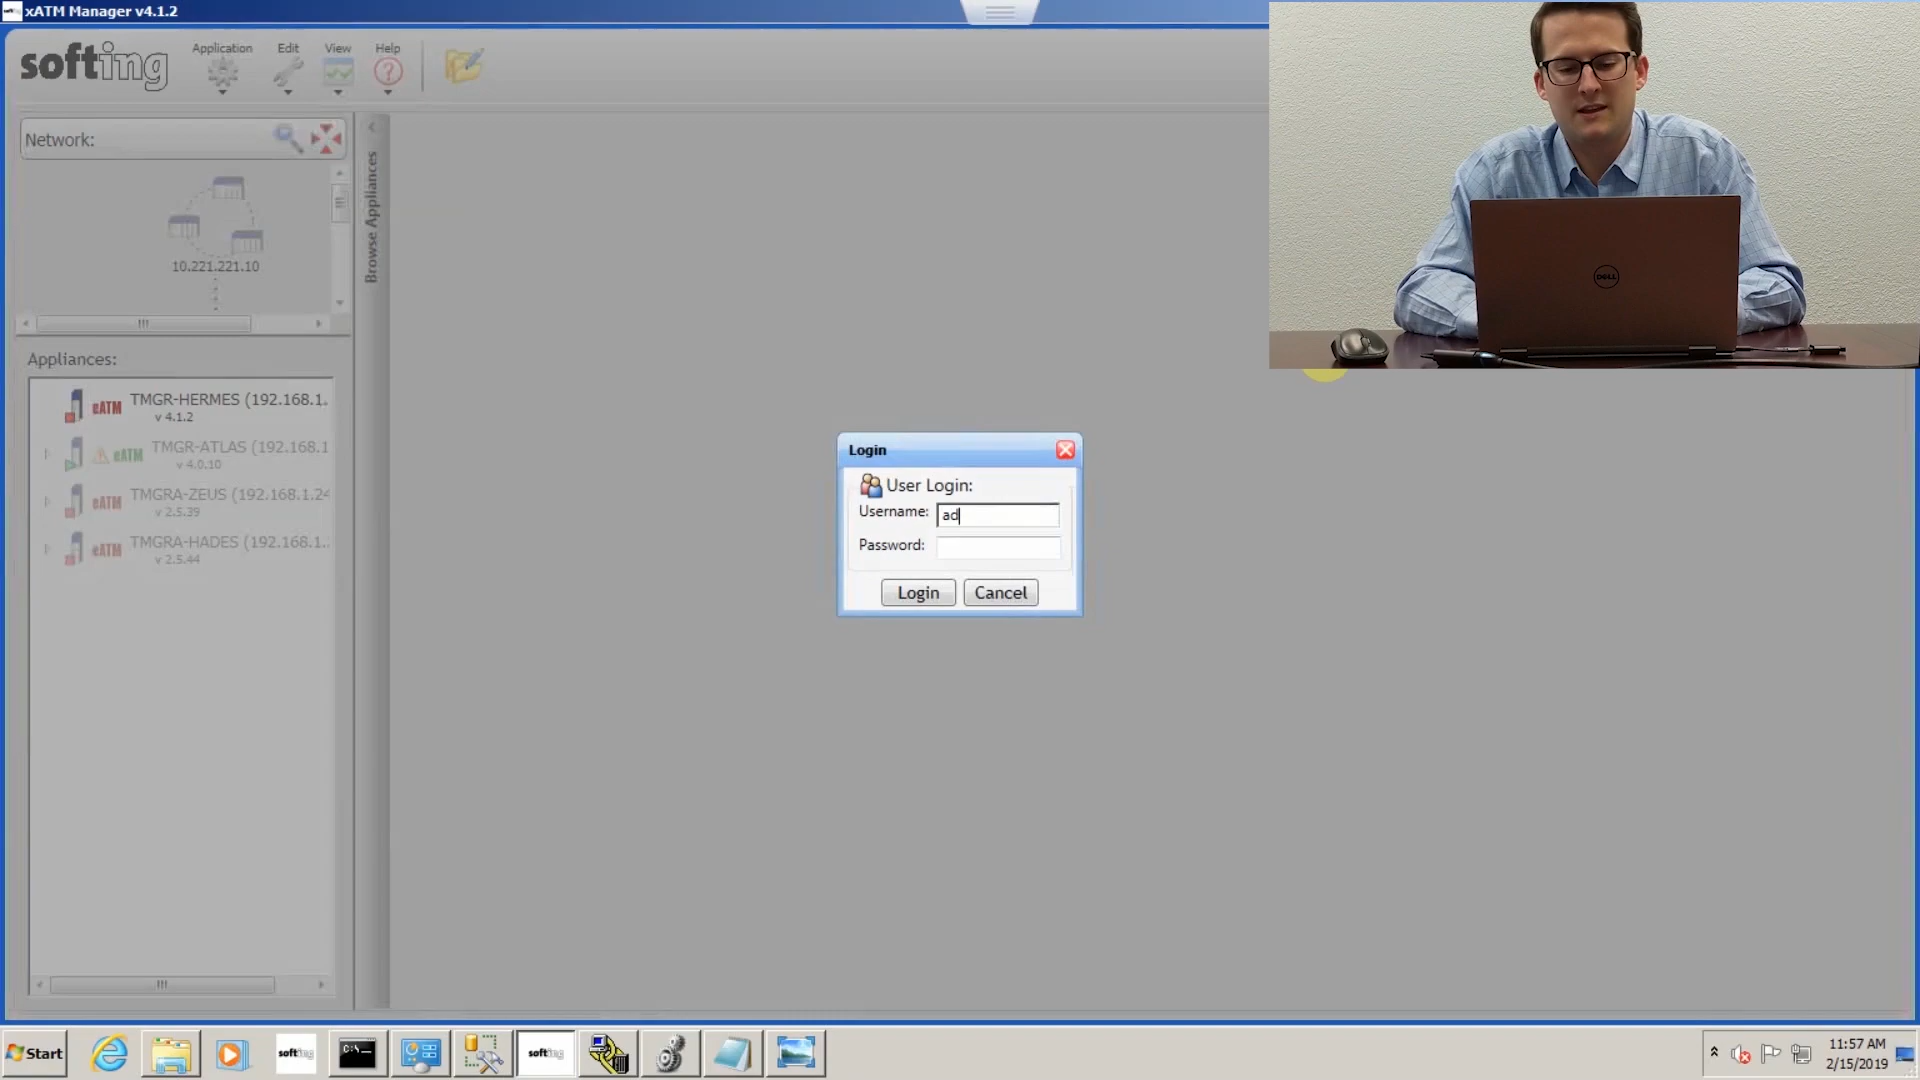 xATM Manager v4.1.2
softing
Application
Edit
View
Help
Network:
10.221.221.10
Browse Appliances
Appliances:
eATM TMGR-HERMES (192.168.1.
v 4.1.2
eATM TMGR-ATLAS (192.168.1
v 4.0.10
eATM TMGRA-ZEUS (192.168.1.24
v 2.5.39
eATM TMGRA-HADES (192.168.1.
v 2.5.44
Login
User Login:
Username: ad
Password:
Login
Cancel
DELL
Start
softing
C:\
softing
11:57 AM
2/15/2019